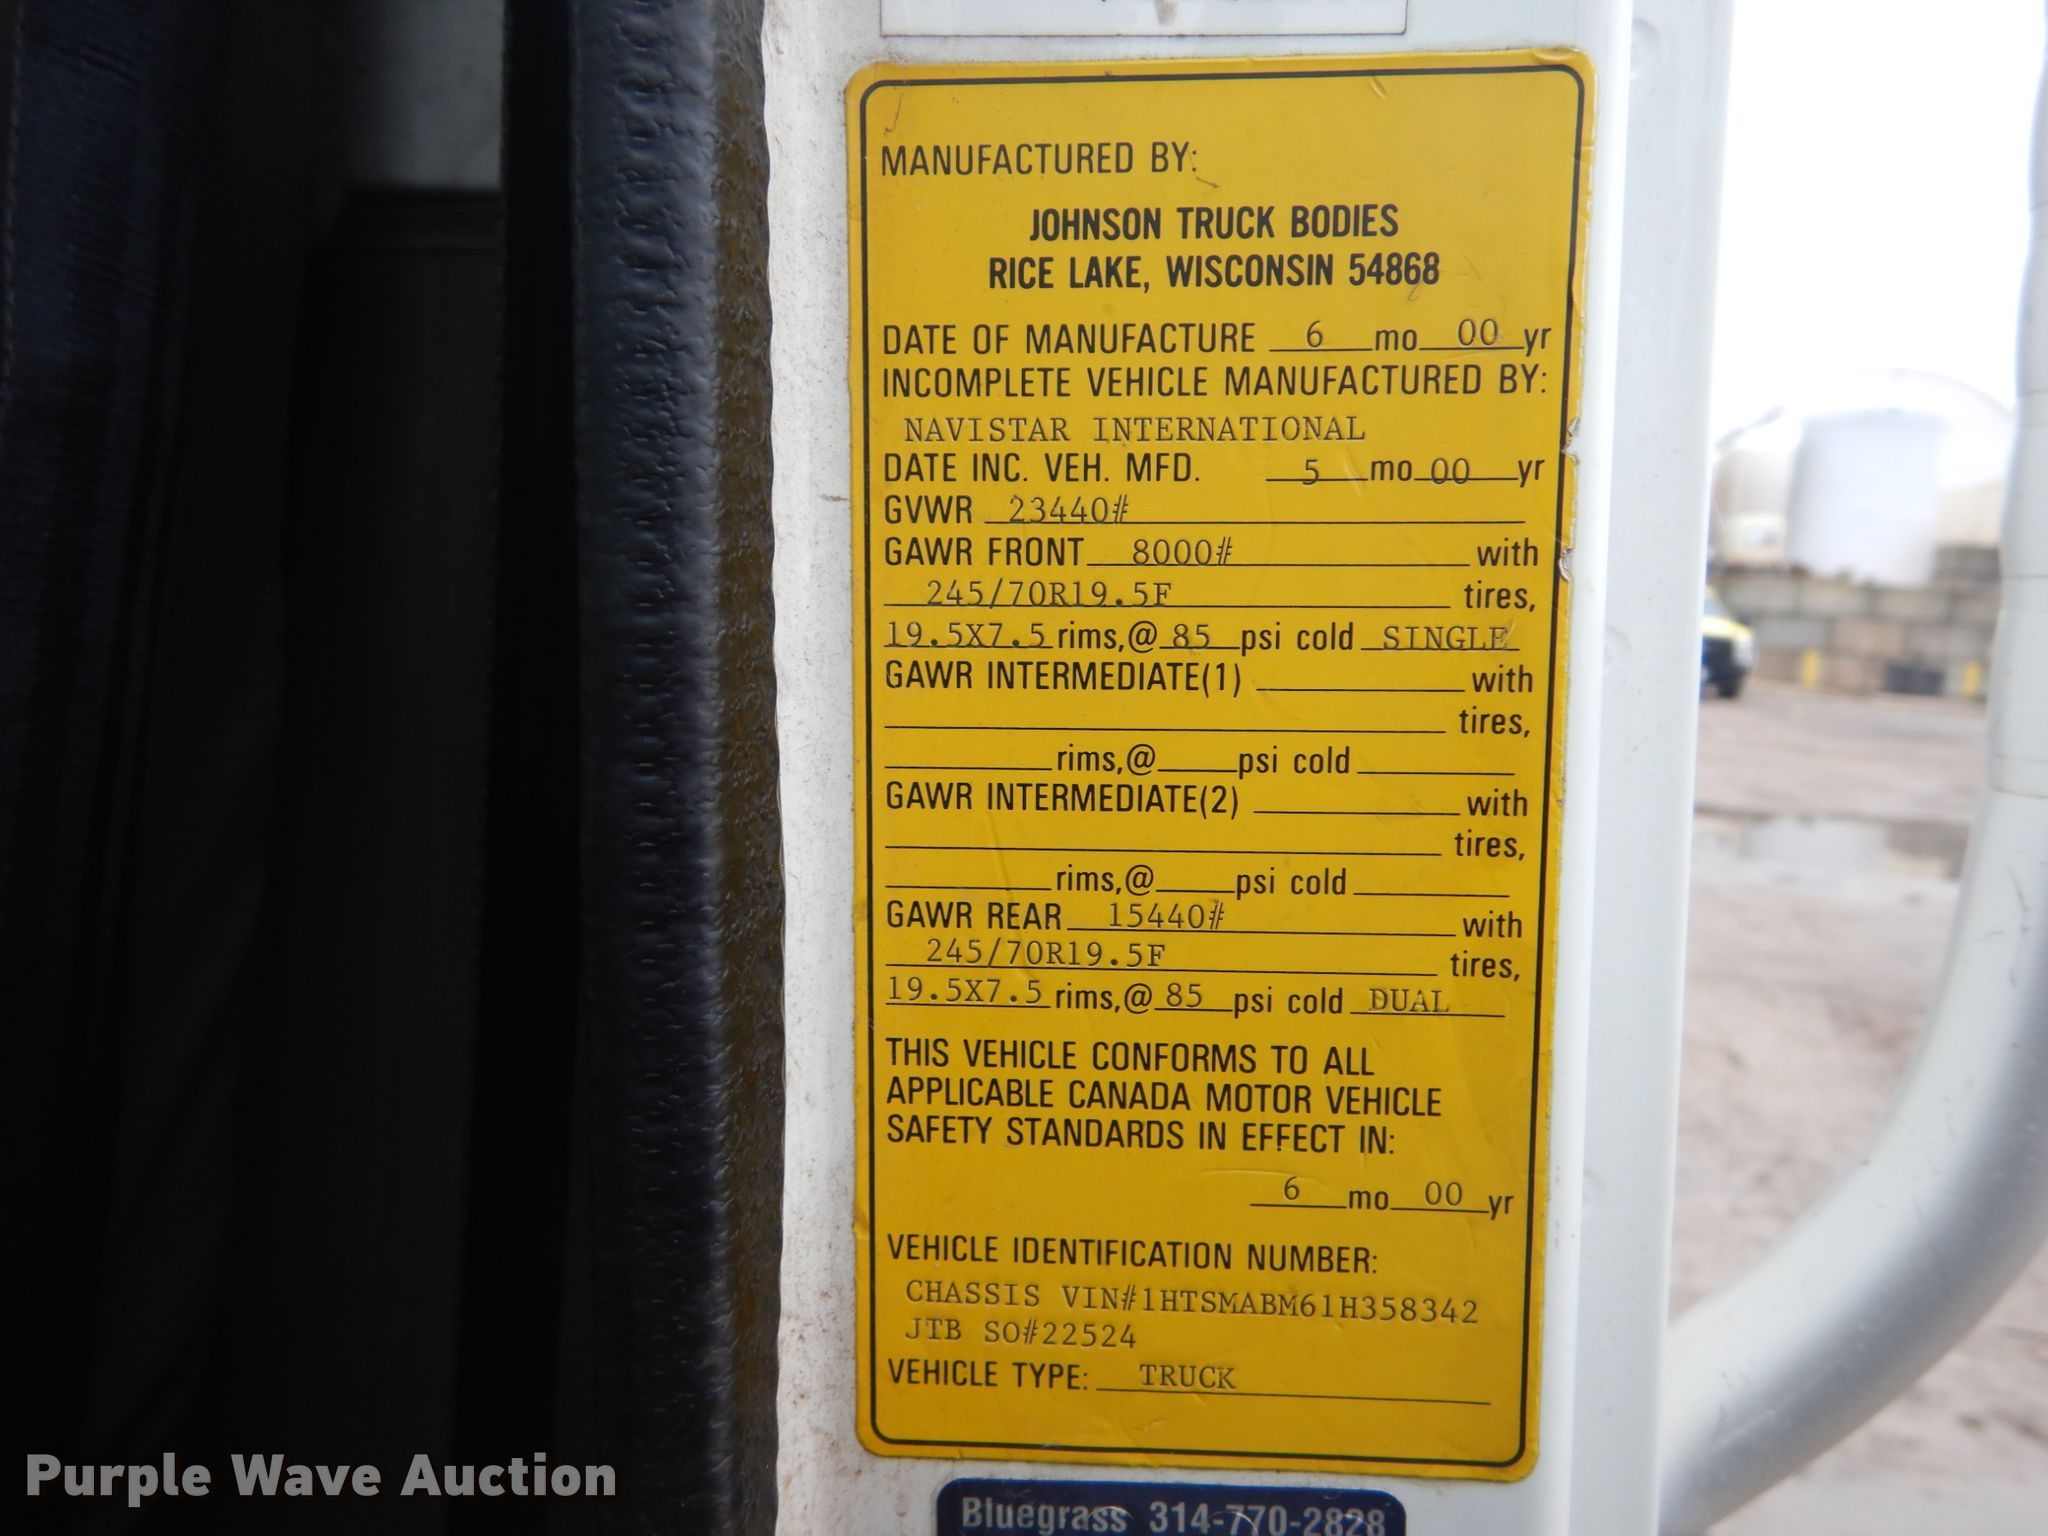 MANUFACTURED BY:
JOHNSON TRUCK BODIES
RICE LAKE, WISCONSIN 54868
DATE OF MANUFACTURE 6 mo 00 yr
INCOMPLETE VEHICLE MANUFACTURED BY:
NAVISTAR INTERNATIONAL
DATE INC. VEH. MFD. 5 mo 00 yr
GVWR 23440#
GAWR FRONT 8000# with
245/70R19.5F tires,
19.5X7.5 rims,@ 85 psi cold SINGLE
GAWR INTERMEDIATE(1) with
tires,
rims,@ psi cold
GAWR INTERMEDIATE(2) with
tires,
rims,@ psi cold
GAWR REAR 15440# with
245/70R19.5F tires,
19.5X7.5 rims,@ 85 psi cold DUAL
THIS VEHICLE CONFORMS TO ALL
APPLICABLE CANADA MOTOR VEHICLE
SAFETY STANDARDS IN EFFECT IN:
6 mo 00 yr
VEHICLE IDENTIFICATION NUMBER:
CHASSIS VIN#1HTSMABM61H358342
JTB SO#22524
VEHICLE TYPE: TRUCK
Bluegrass 314-770-2828
Purple Wave Auction